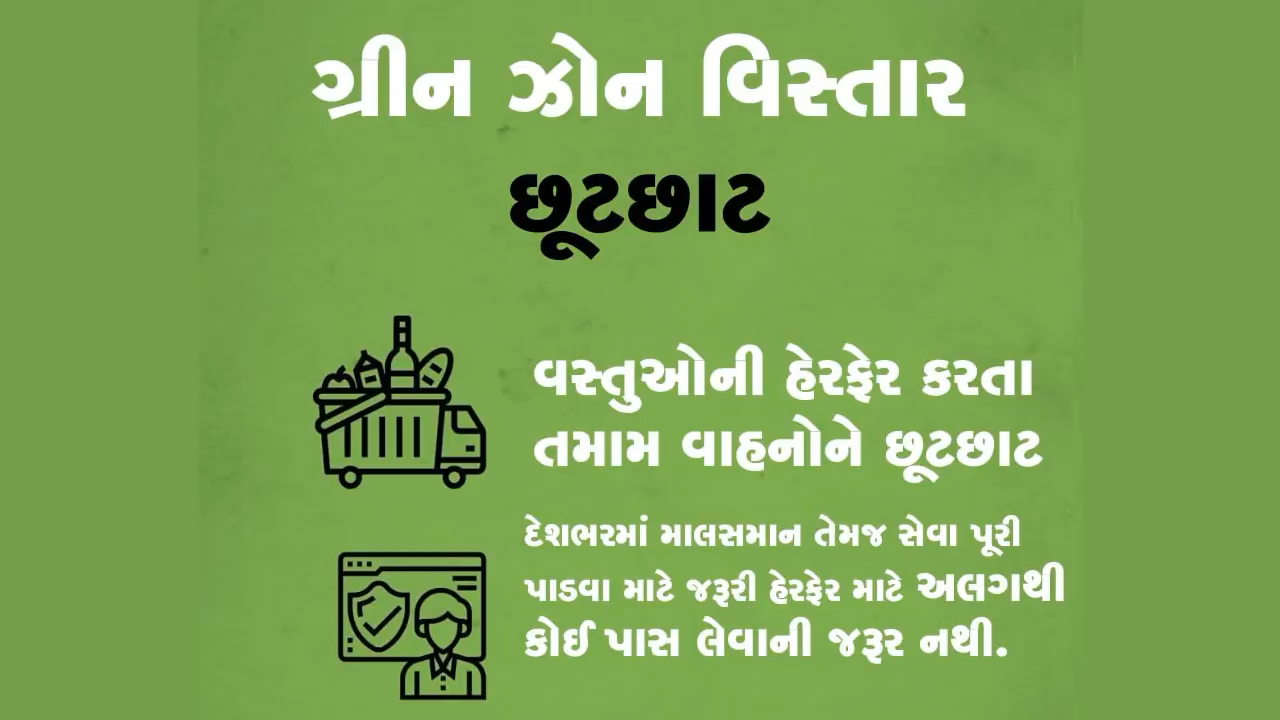 ગ્રીન ઝોન વિસ્તાર
છૂટછાટ
વસ્તુઓની હેરફેર કરતા
તમામ વાહનોને છૂટછાટ
દેશભરમાં માલસમાન તેમજ સેવા પૂરી
પાડવા માટે જરૂરી હેરફેર માટે અલગથી
કોઈ પાસ લેવાની જરૂર નથી.